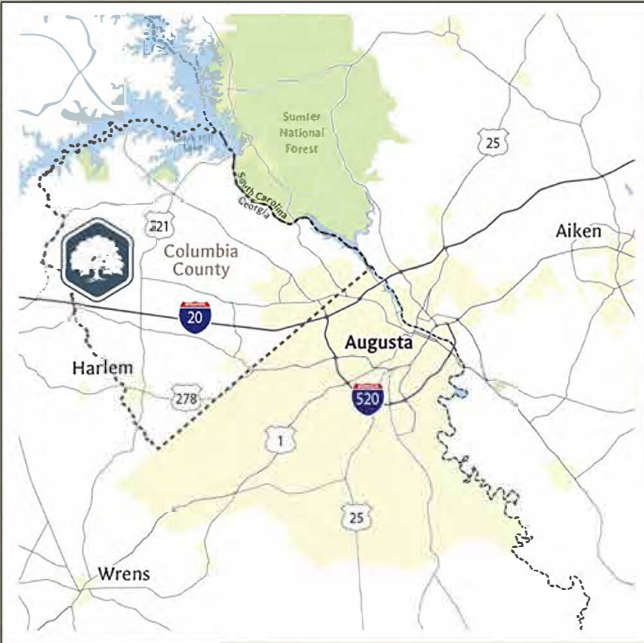 Sumter
National
Forest
25
South Carolina
Georgia
221
Columbia
County
Aiken
20
Augusta
Harlem
278
520
1
25
Wrens